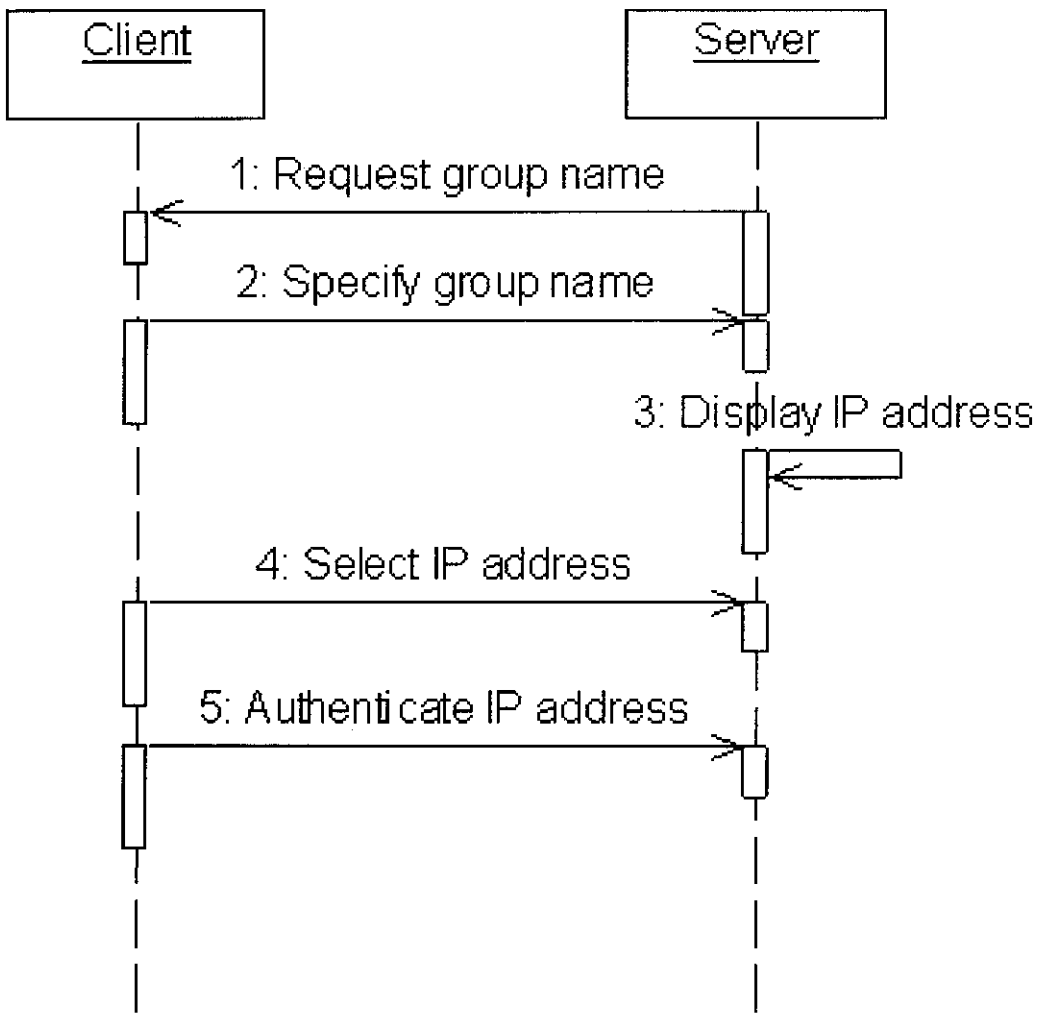 Client
Server
1: Request group name
2: Specify group name
3: Display IP address
4: Select IP address
5: Authenticate IP address